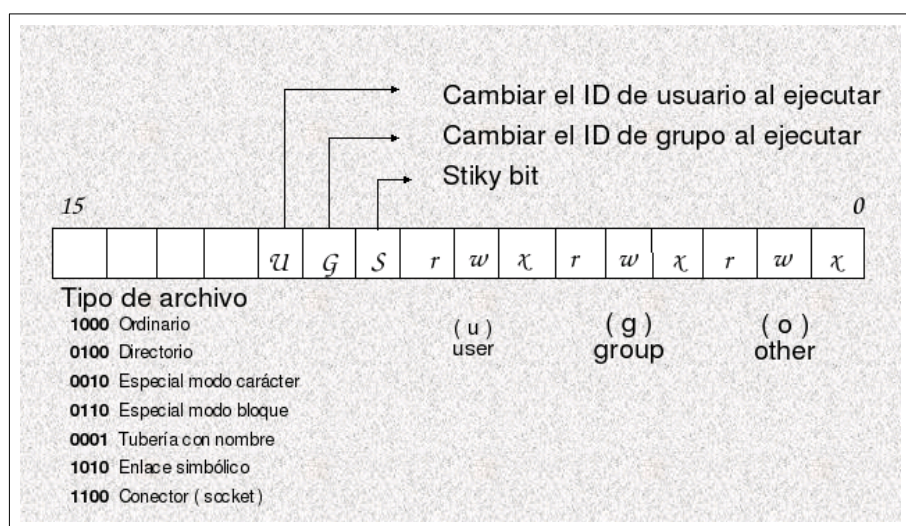 Cambiar el ID de usuario al ejecutar
Cambiar el ID de grupo al ejecutar
Stiky bit
15 0
U G S r w x r w x r w x
Tipo de archivo
1000 Ordinario
0100 Directorio
0010 Especial modo carácter
0110 Especial modo bloque
0001 Tubería con nombre
1010 Enlace simbólico
1100 Conector ( socket )
( u )
user
( g )
group
( o )
other